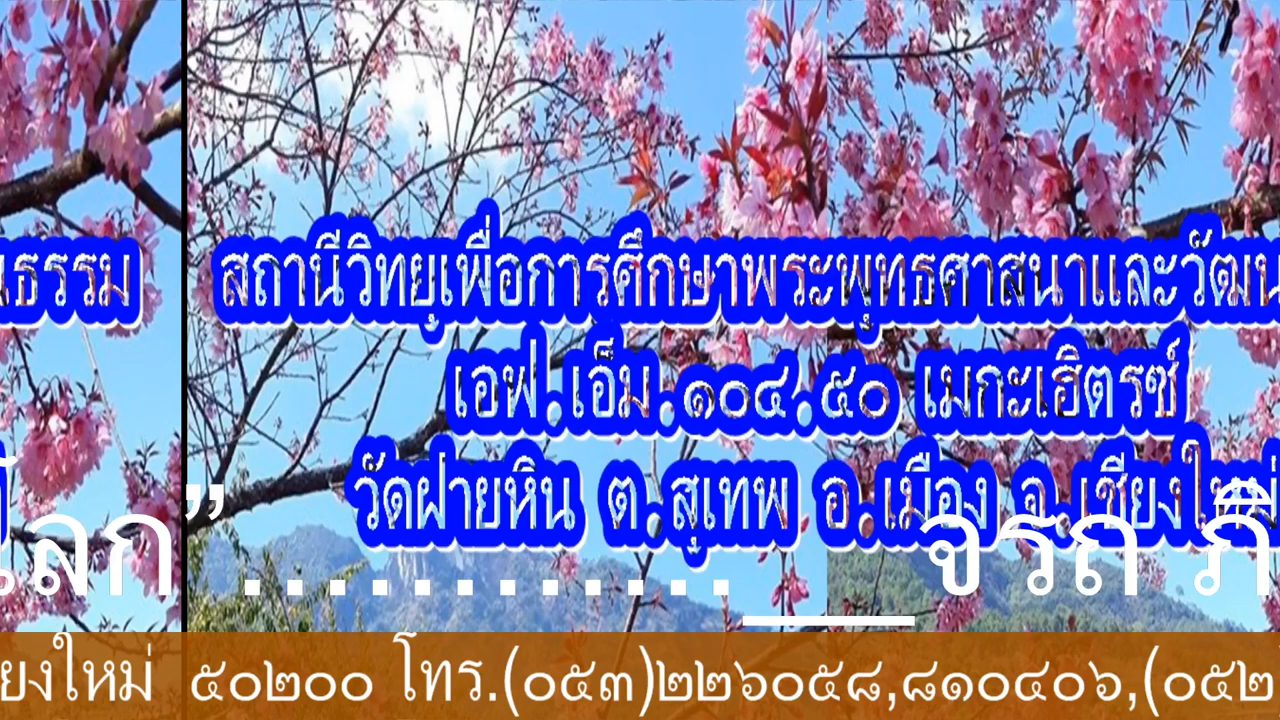 นธรรม สถานีวิทยุเพื่อการศึกษาพระพุทธศาสนาและวัฒน
เอฟ.เอ็ม.๑๐๔.๕๐ เมกะเฮิตรซ์
วัดฝายหิน ต.สุเทพ อ.เมือง จ.เชียงใหม่
โลก”............__ จรถ ภิ
ยงใหม่ ๕๐๒๐๐ โทร.(๐๕๓)๒๒๖๐๕๘,๘๑๐๔๐๖,(๐๕๒